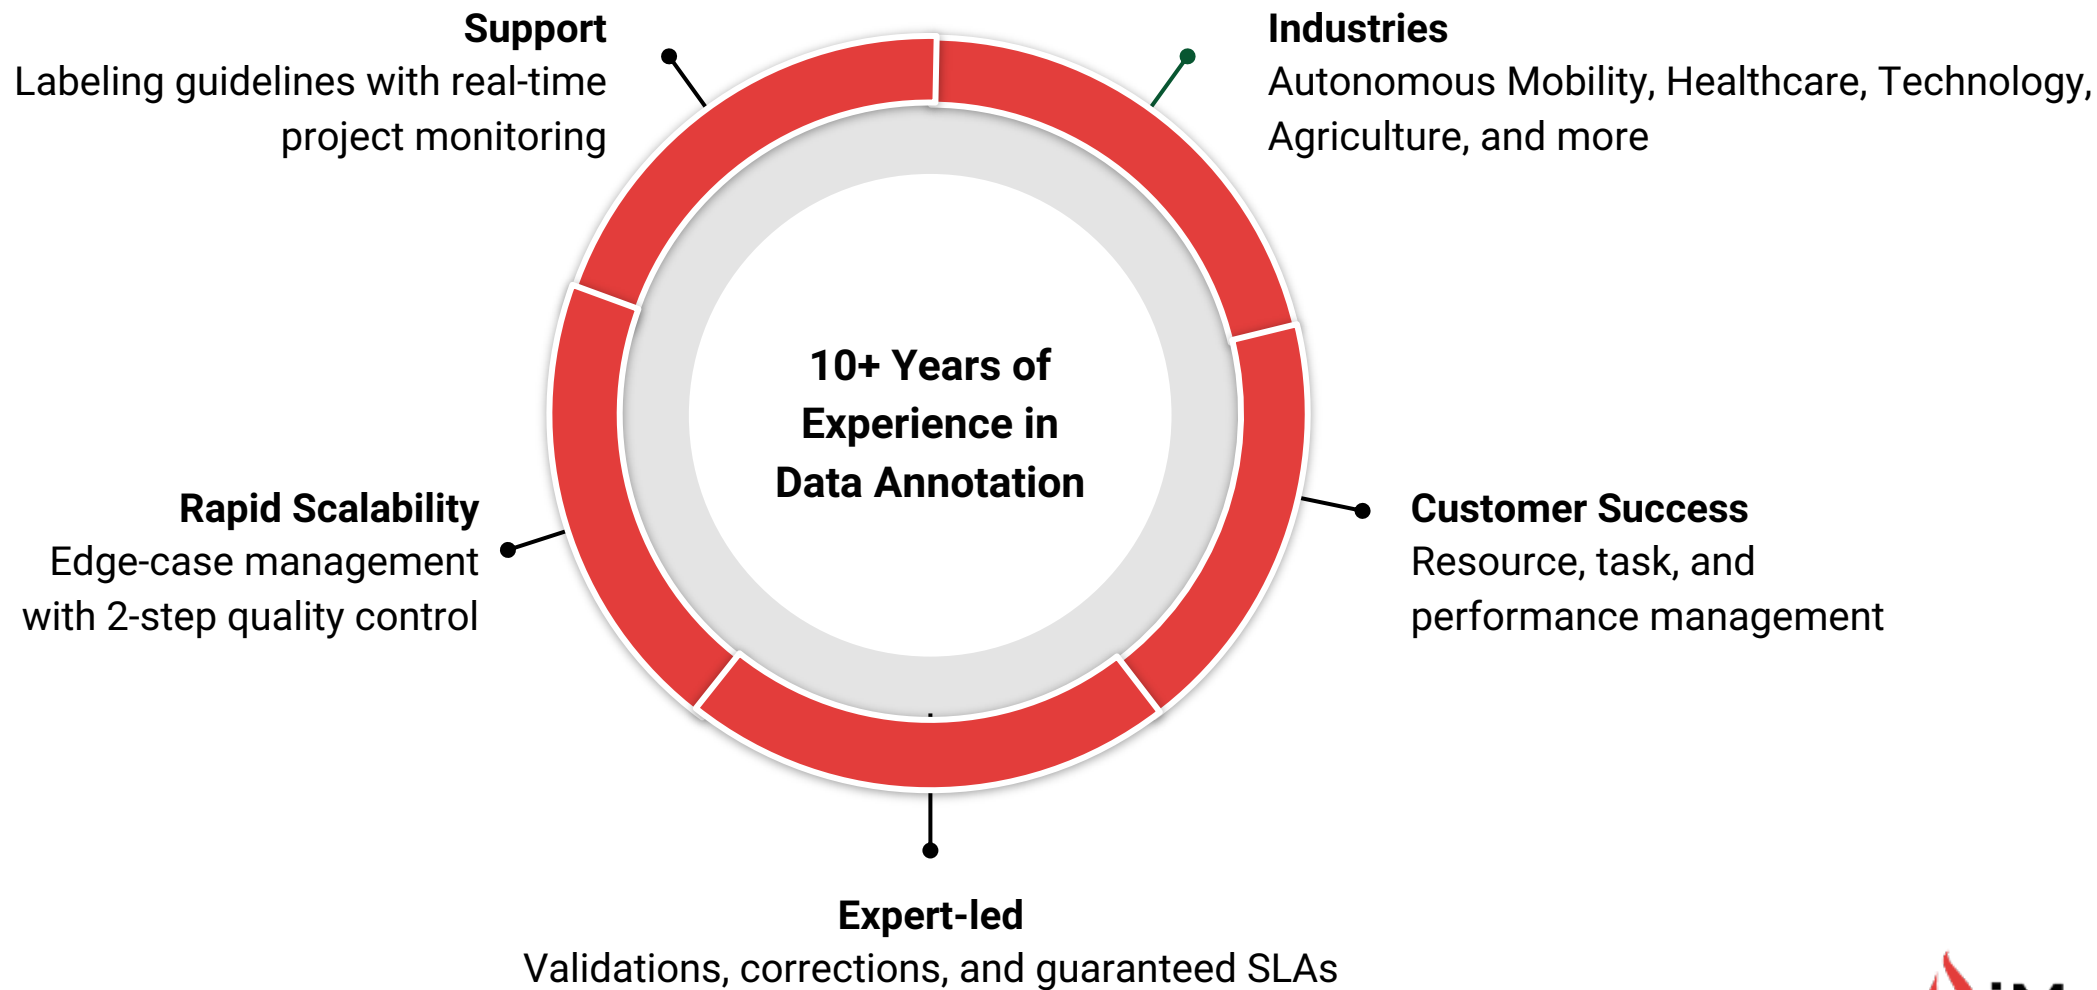 Support
Labeling guidelines with real-time
project monitoring
Industries
Autonomous Mobility, Healthcare, Technology,
Agriculture, and more
10+ Years of
Experience in
Data Annotation
Rapid Scalability
Edge-case management
with 2-step quality control
Customer Success
Resource, task, and
performance management
Expert-led
Validations, corrections, and guaranteed SLAs